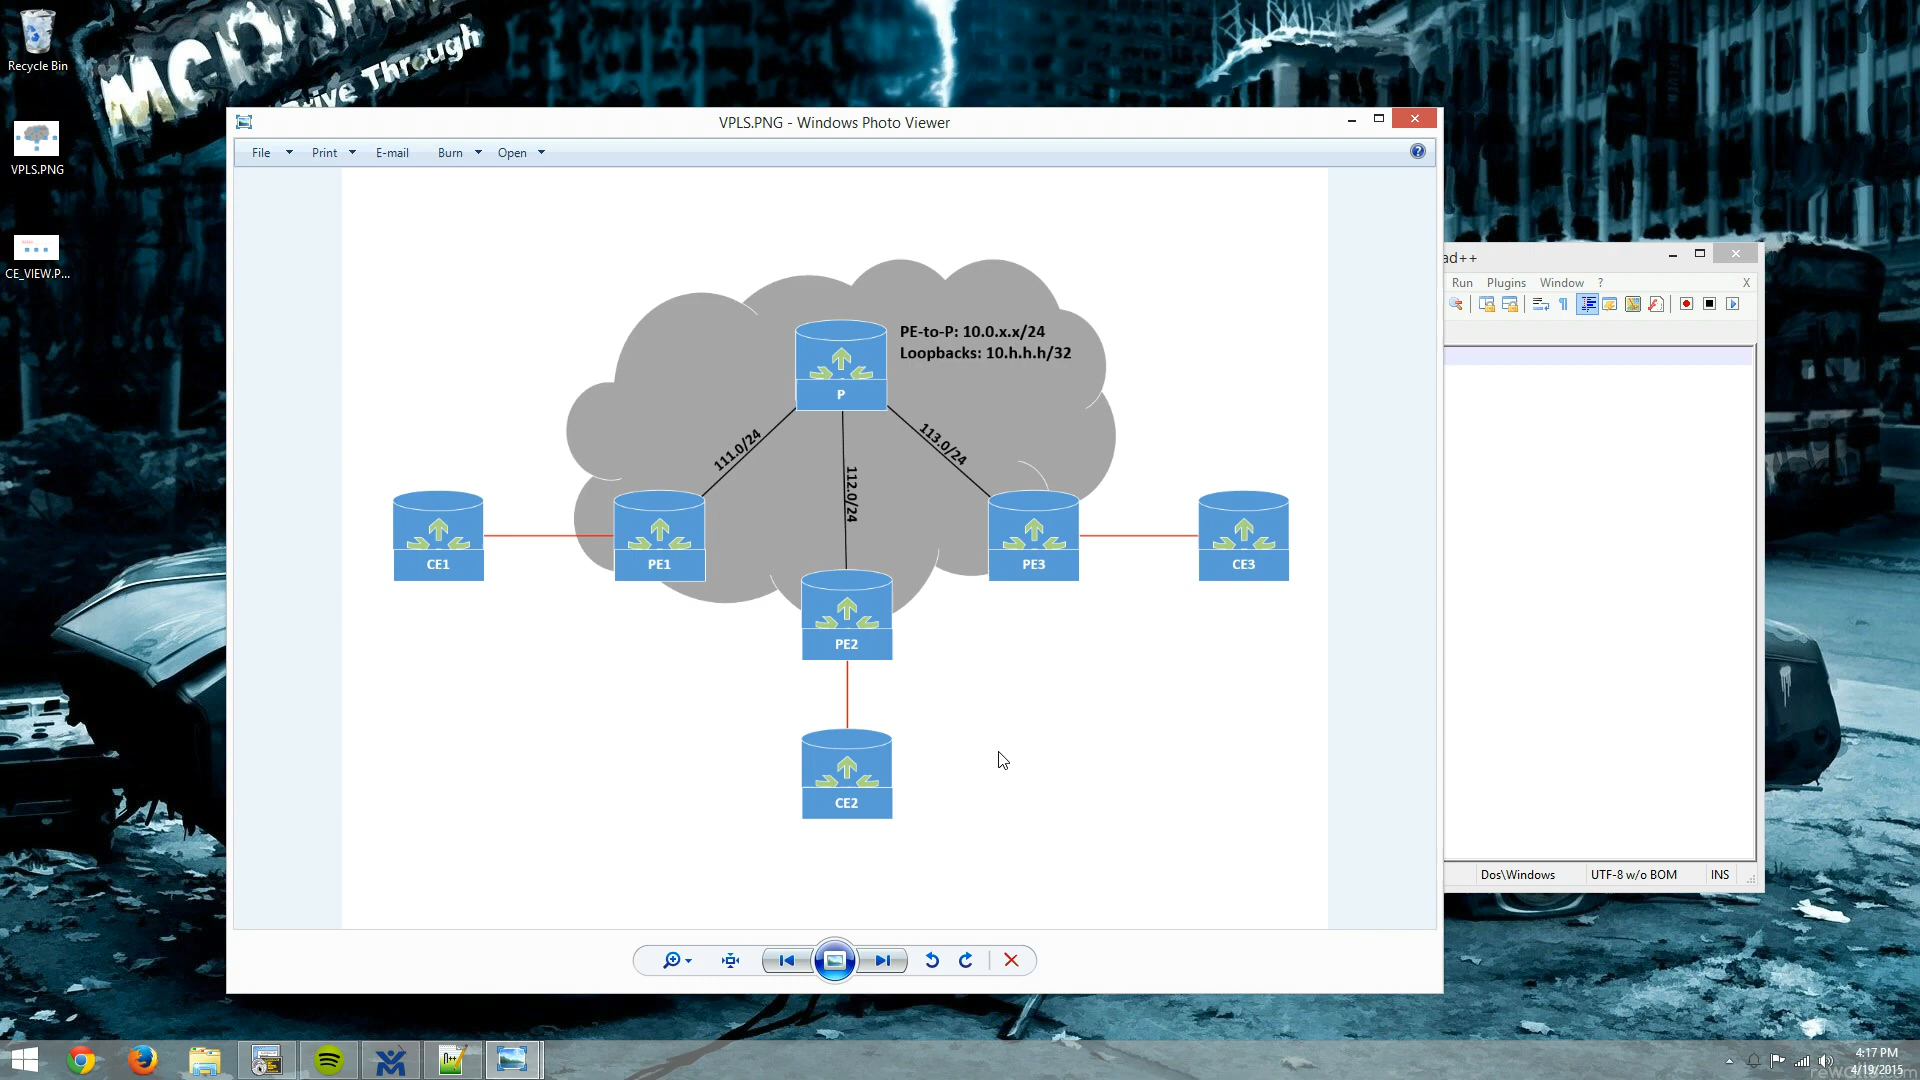 Recycle Bin
VPLS.PNG
CE_VIEW.P...
Drive Through
VPLS.PNG - Windows Photo Viewer
File Print E-mail Burn Open
PE-to-P: 10.0.x.x/24
Loopbacks: 10.h.h.h/32
P
111.0/24
112.0/24
113.0/24
CE1
PE1
PE3
CE3
PE2
CE2
ad++
Run Plugins Window ? X
Dos\Windows UTF-8 w/o BOM INS
4:17 PM
4/19/2015